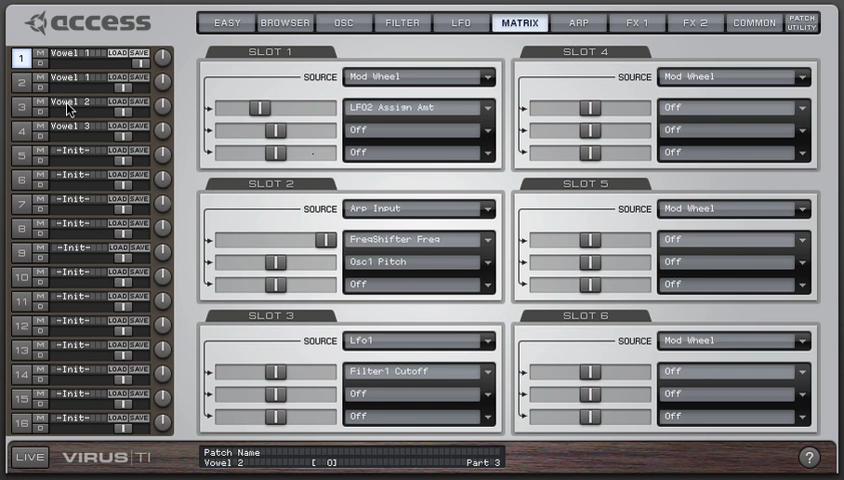 access
EASY BROWSER OSC FILTER LFO MATRIX ARP FX 1 FX 2 COMMON PATCH UTILITY
1 M D Vowel 1 LOAD SAVE
2 M D Vowel 1 LOAD SAVE
3 M D Vowel 2 LOAD SAVE
4 M D Vowel 3 LOAD SAVE
5 M D -Init- LOAD SAVE
6 M D -Init- LOAD SAVE
7 M D -Init- LOAD SAVE
8 M D -Init- LOAD SAVE
9 M D -Init- LOAD SAVE
10 M D -Init- LOAD SAVE
11 M D -Init- LOAD SAVE
12 M D -Init- LOAD SAVE
13 M D -Init- LOAD SAVE
14 M D -Init- LOAD SAVE
15 M D -Init- LOAD SAVE
16 M D -Init- LOAD SAVE
SLOT 1
SOURCE Mod Wheel
LFO2 Assign Amt
Off
Off
SLOT 2
SOURCE Arp Input
FreqShifter Freq
Osc1 Pitch
Off
SLOT 3
SOURCE Lfo1
Filter1 Cutoff
Off
Off
SLOT 4
SOURCE Mod Wheel
Off
Off
Off
SLOT 5
SOURCE Mod Wheel
Off
Off
Off
SLOT 6
SOURCE Mod Wheel
Off
Off
Off
LIVE VIRUS|TI
Patch Name
Vowel 2 [ 0] Part 3
?